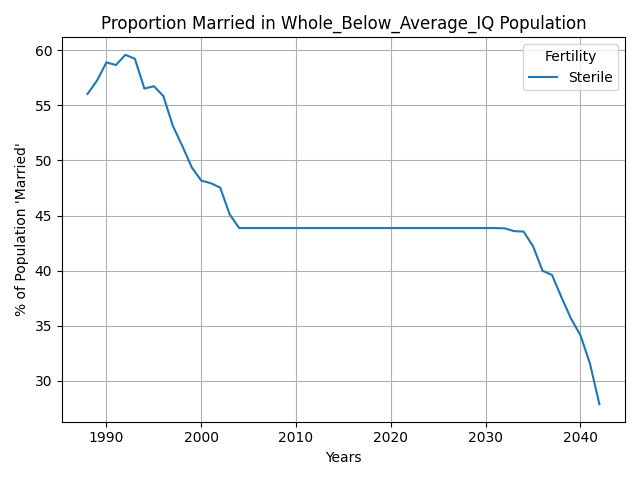 Proportion Married in Whole_Below_Average_IQ Population
Fertility
Sterile
% of Population 'Married'
60
55
50
45
40
35
30
1990 2000 2010 2020 2030 2040
Years